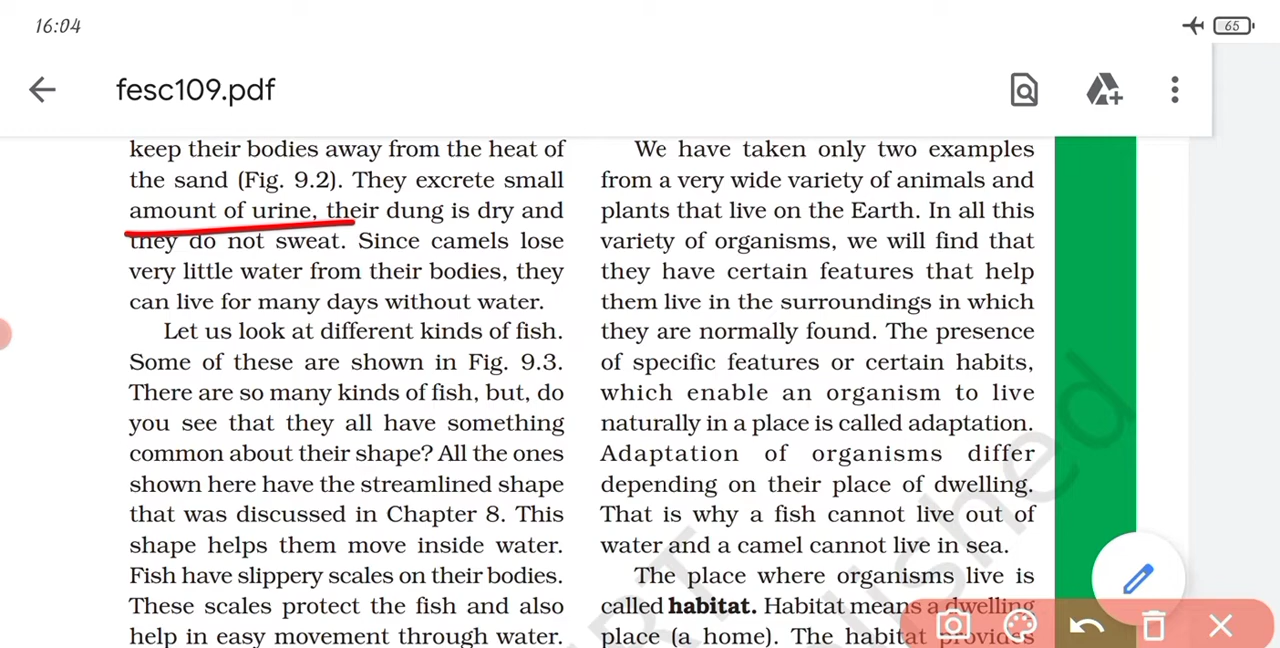 16:04
65
fesc109.pdf
keep their bodies away from the heat of
the sand (Fig. 9.2). They excrete small
amount of urine, their dung is dry and
they do not sweat. Since camels lose
very little water from their bodies, they
can live for many days without water.
Let us look at different kinds of fish.
Some of these are shown in Fig. 9.3.
There are so many kinds of fish, but, do
you see that they all have something
common about their shape? All the ones
shown here have the streamlined shape
that was discussed in Chapter 8. This
shape helps them move inside water.
Fish have slippery scales on their bodies.
These scales protect the fish and also
help in easy movement through water.
We have taken only two examples
from a very wide variety of animals and
plants that live on the Earth. In all this
variety of organisms, we will find that
they have certain features that help
them live in the surroundings in which
they are normally found. The presence
of specific features or certain habits,
which enable an organism to live
naturally in a place is called adaptation.
Adaptation of organisms differ
depending on their place of dwelling.
That is why a fish cannot live out of
water and a camel cannot live in sea.
The place where organisms live is
called habitat. Habitat means a dwelling
place (a home). The habitat provides